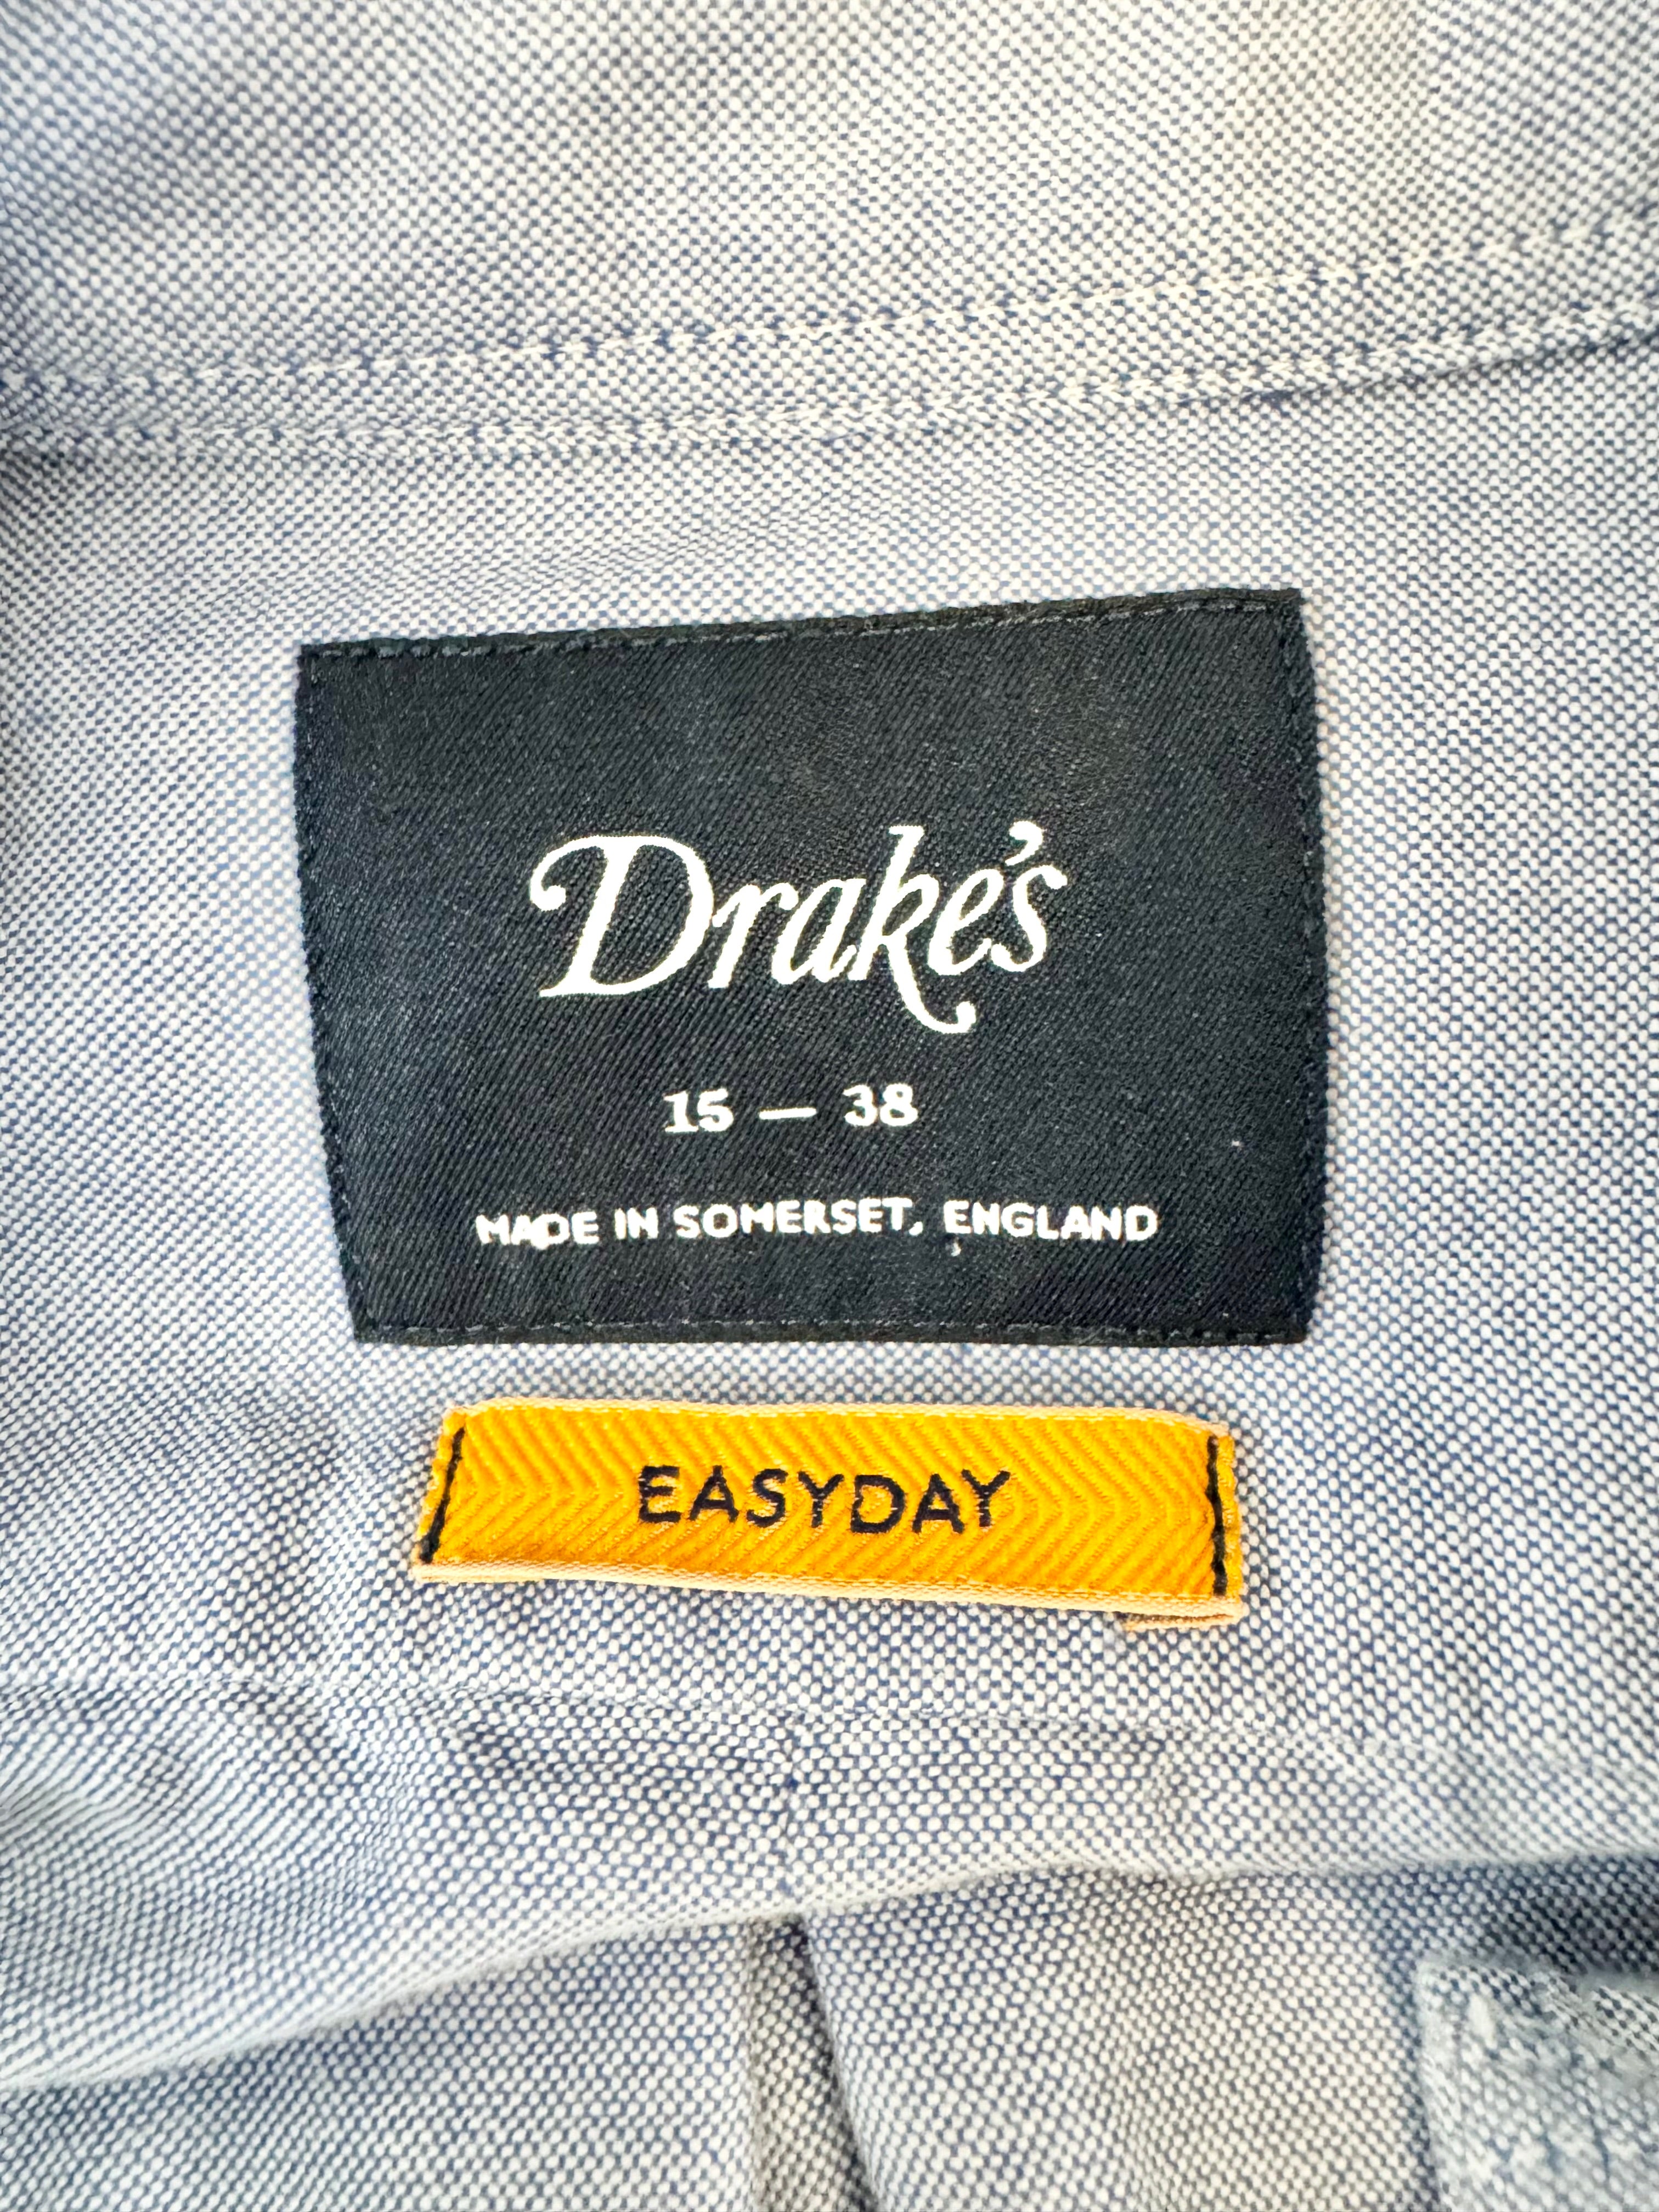 Drake's
15 — 38
MADE IN SOMERSET, ENGLAND
EASYDAY